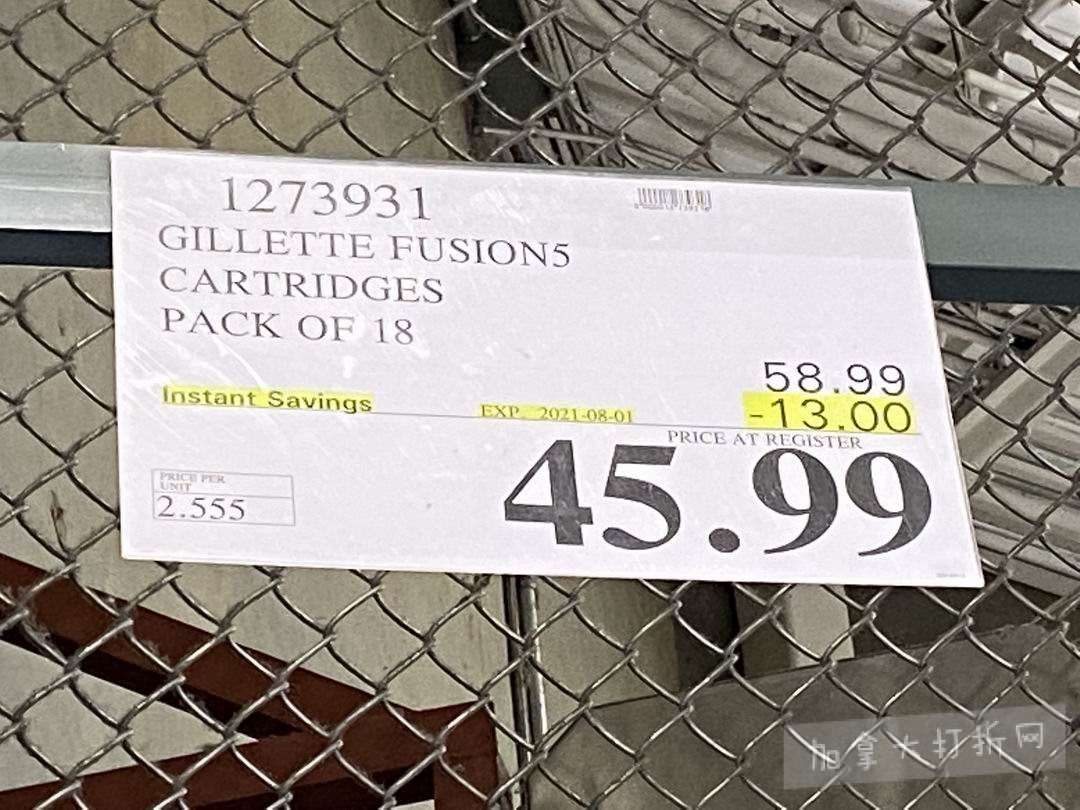 1273931
GILLETTE FUSION5
CARTRIDGES
PACK OF 18
58.99
Instant Savings EXP. 2021-08-01 -13.00
PRICE AT REGISTER
45.99
PRICE PER
UNIT
2.555
加拿大打折网